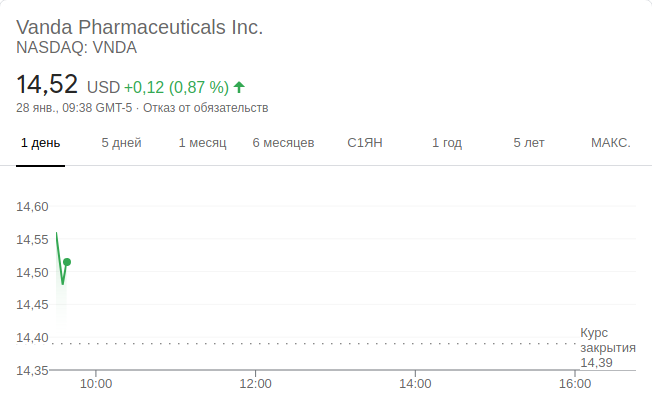 Vanda Pharmaceuticals Inc.
NASDAQ: VNDA
14,52 USD +0,12 (0,87 %)
28 янв., 09:38 GMT-5 · Отказ от обязательств
1 день 5 дней 1 месяц 6 месяцев С1ЯН 1 год 5 лет МАКС.
14,60
14,55
14,50
14,45
14,40
14,35
Курс
закрытия
14,39
10:00 12:00 14:00 16:00